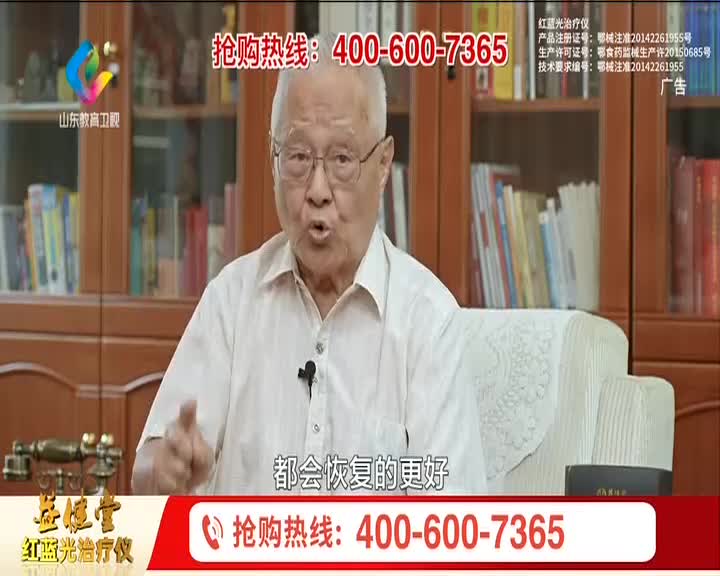 抢购热线：400-600-7365
红蓝光治疗仪
产品注册证号：鄂械注准20142261955号
生产许可证号：鄂食药监械生产许20150685号
技术要求编号：鄂械注准20142261955
广告
山东教育卫视
都会恢复的更好
益健堂
红蓝光治疗仪
抢购热线：400-600-7365